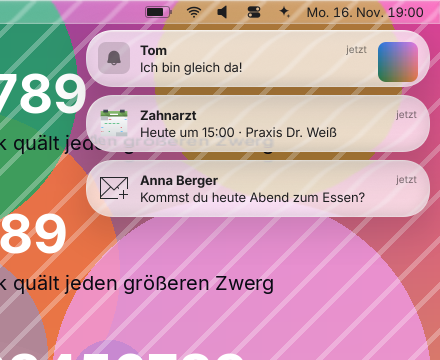 Mo. 16. Nov. 19:00
Tom
jetzt
Ich bin gleich da!
789
Zahnarzt
jetzt
Heute um 15:00 · Praxis Dr. Weiß
k quält jeden größeren Zwerg
Anna Berger
jetzt
Kommst du heute Abend zum Essen?
89
k quält jeden größeren Zwerg